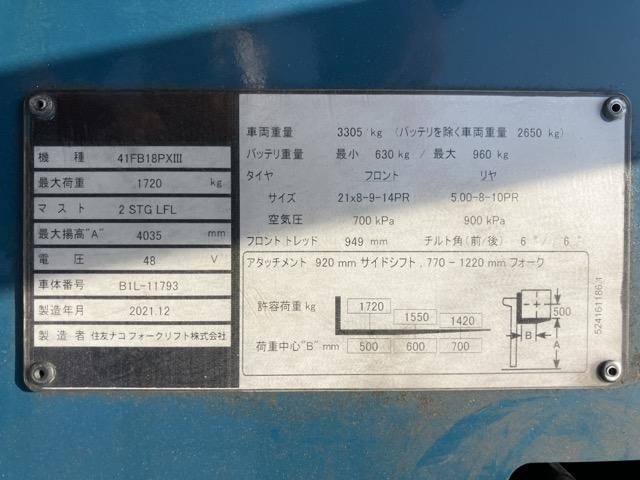 機 種 41FB18PXⅢ
最大荷重 1720 kg
マスト 2 STG LFL
最大揚高"A" 4035 mm
電 圧 48 V
車体番号 B1L-11793
製造年月 2021.12
製造者 住友ナコ フォークリフト株式会社
車両重量 3305 kg (バッテリを除く車両重量 2650 kg)
バッテリ重量 最小 630 kg / 最大 960 kg
タイヤ フロント リヤ
サイズ 21x8-9-14PR 5.00-8-10PR
空気圧 700 kPa 900 kPa
フロント トレッド 949 mm チルト角(前/後) 6 °/ 6 °
アタッチメント 920 mm サイドシフト, 770 - 1220 mm フォーク
許容荷重 kg 1720 1550 1420
荷重中心"B" mm 500 600 700
500
B
A
524161186.1